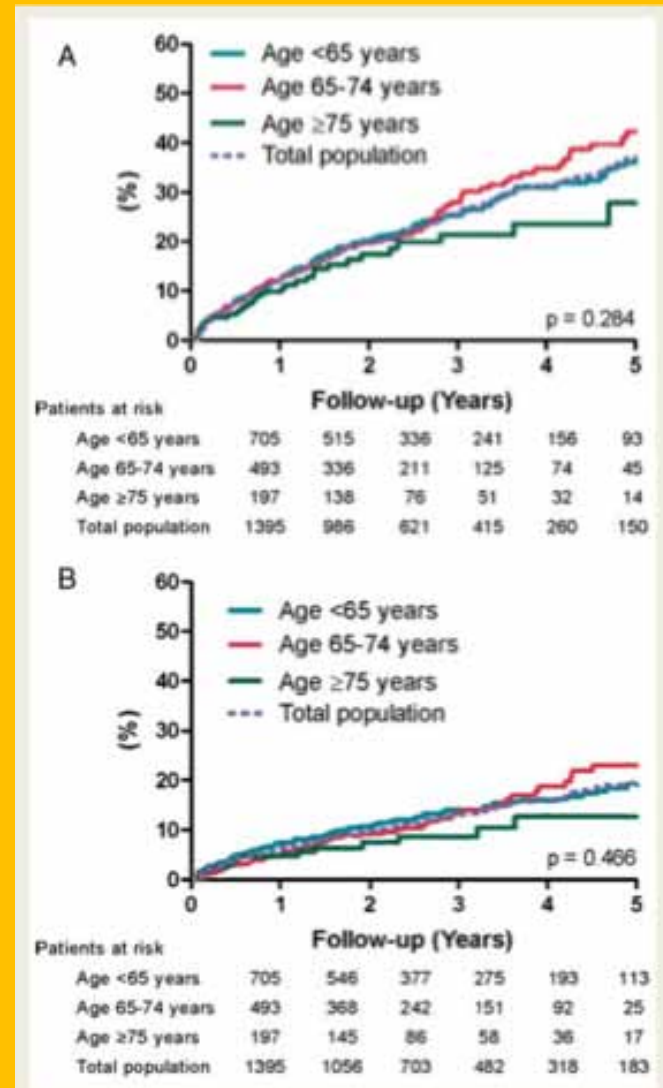 A
60
50
40
30
20
10
0
(%)
Age <65 years
Age 65-74 years
Age ≥75 years
Total population
p = 0.284
0 1 2 3 4 5
Follow-up (Years)
Patients at risk
Age <65 years 705 515 336 241 156 93
Age 65-74 years 493 336 211 125 74 45
Age ≥75 years 197 138 76 51 32 14
Total population 1395 986 621 415 260 150
B
60
50
40
30
20
10
0
(%)
Age <65 years
Age 65-74 years
Age ≥75 years
Total population
p = 0.466
0 1 2 3 4 5
Follow-up (Years)
Patients at risk
Age <65 years 705 546 377 275 193 113
Age 65-74 years 493 368 242 151 92 25
Age ≥75 years 197 145 86 58 36 17
Total population 1395 1056 703 482 318 183